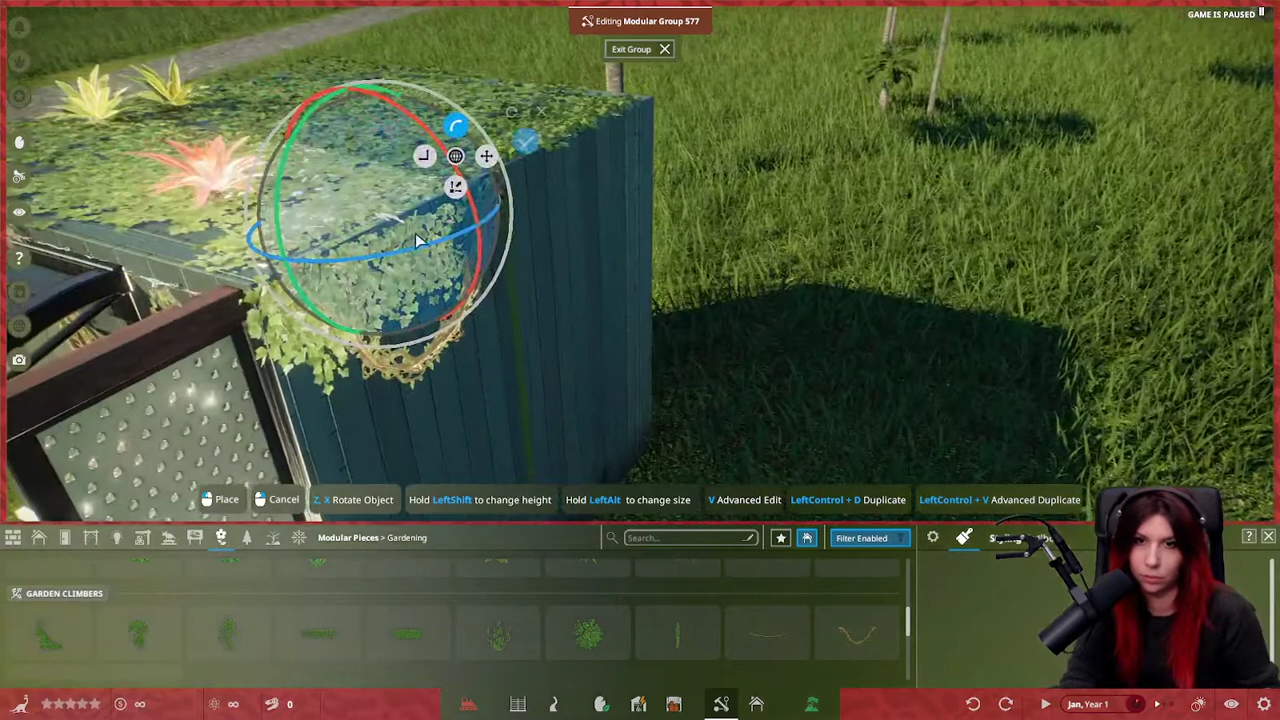 Editing Modular Group 577
GAME IS PAUSED
Exit Group
Place
Cancel
Z, X Rotate Object
Hold LeftShift to change height
Hold LeftAlt to change size
V Advanced Edit
LeftControl + D Duplicate
LeftControl + V Advanced Duplicate
Modular Pieces > Gardening
Search...
Filter Enabled
?
GARDEN CLIMBERS
?
∞
∞
0
Jan, Year 1